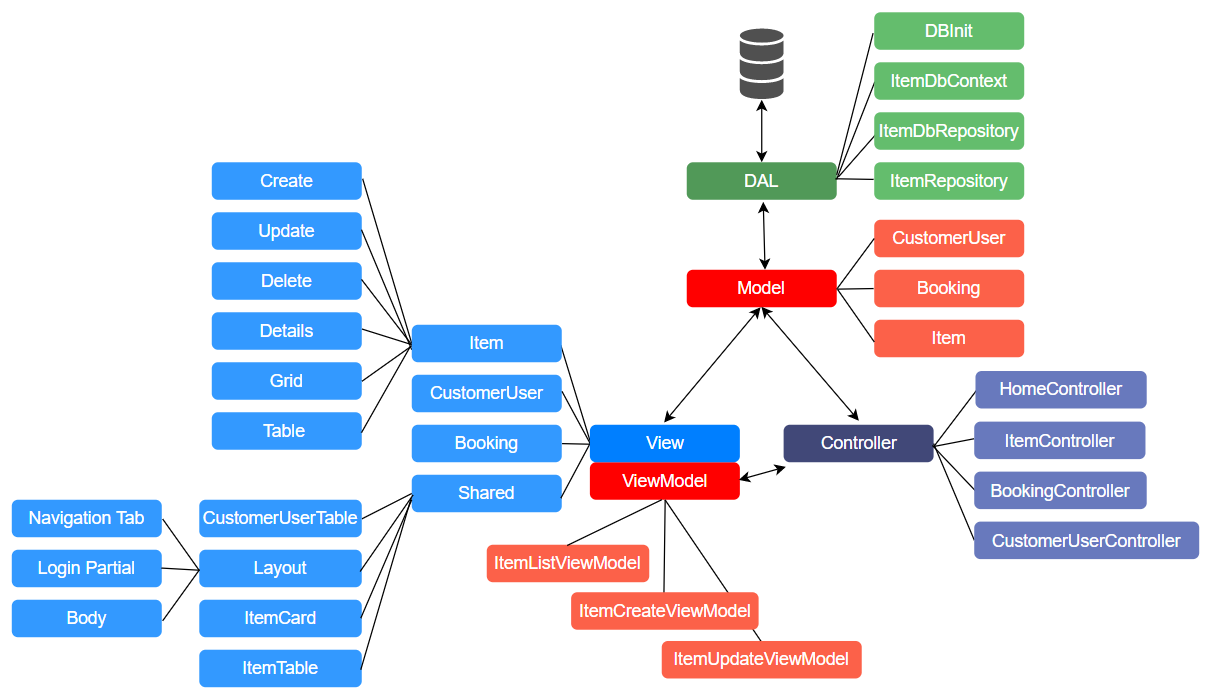 DBInit
ItemDbContext
ItemDbRepository
DAL
ItemRepository
Create
Update
Delete
Details
Grid
Table
CustomerUser
Model
Booking
Item
Item
CustomerUser
Booking
Shared
View
ViewModel
Controller
HomeController
ItemController
BookingController
CustomerUserController
Navigation Tab
Login Partial
Body
CustomerUserTable
Layout
ItemCard
ItemTable
ItemListViewModel
ItemCreateViewModel
ItemUpdateViewModel